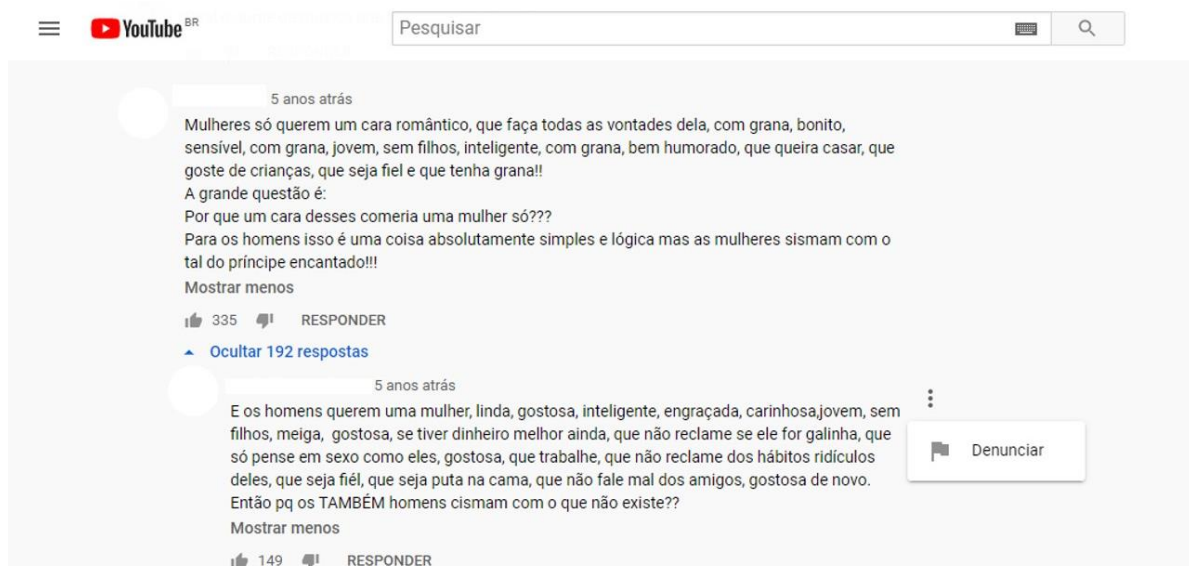 YouTube BR
Pesquisar
5 anos atrás
Mulheres só querem um cara romântico, que faça todas as vontades dela, com grana, bonito,
sensível, com grana, jovem, sem filhos, inteligente, com grana, bem humorado, que queira casar, que
goste de crianças, que seja fiel e que tenha grana!!
A grande questão é:
Por que um cara desses comeria uma mulher só???
Para os homens isso é uma coisa absolutamente simples e lógica mas as mulheres sismam com o
tal do príncipe encantado!!!
Mostrar menos
335 RESPONDER
Ocultar 192 respostas
5 anos atrás
E os homens querem uma mulher, linda, gostosa, inteligente, engraçada, carinhosa,jovem, sem
filhos, meiga, gostosa, se tiver dinheiro melhor ainda, que não reclame se ele for galinha, que
só pense em sexo como eles, gostosa, que trabalhe, que não reclame dos hábitos ridículos
deles, que seja fiél, que seja puta na cama, que não fale mal dos amigos, gostosa de novo.
Então pq os TAMBÉM homens cismam com o que não existe??
Denunciar
Mostrar menos
149 RESPONDER